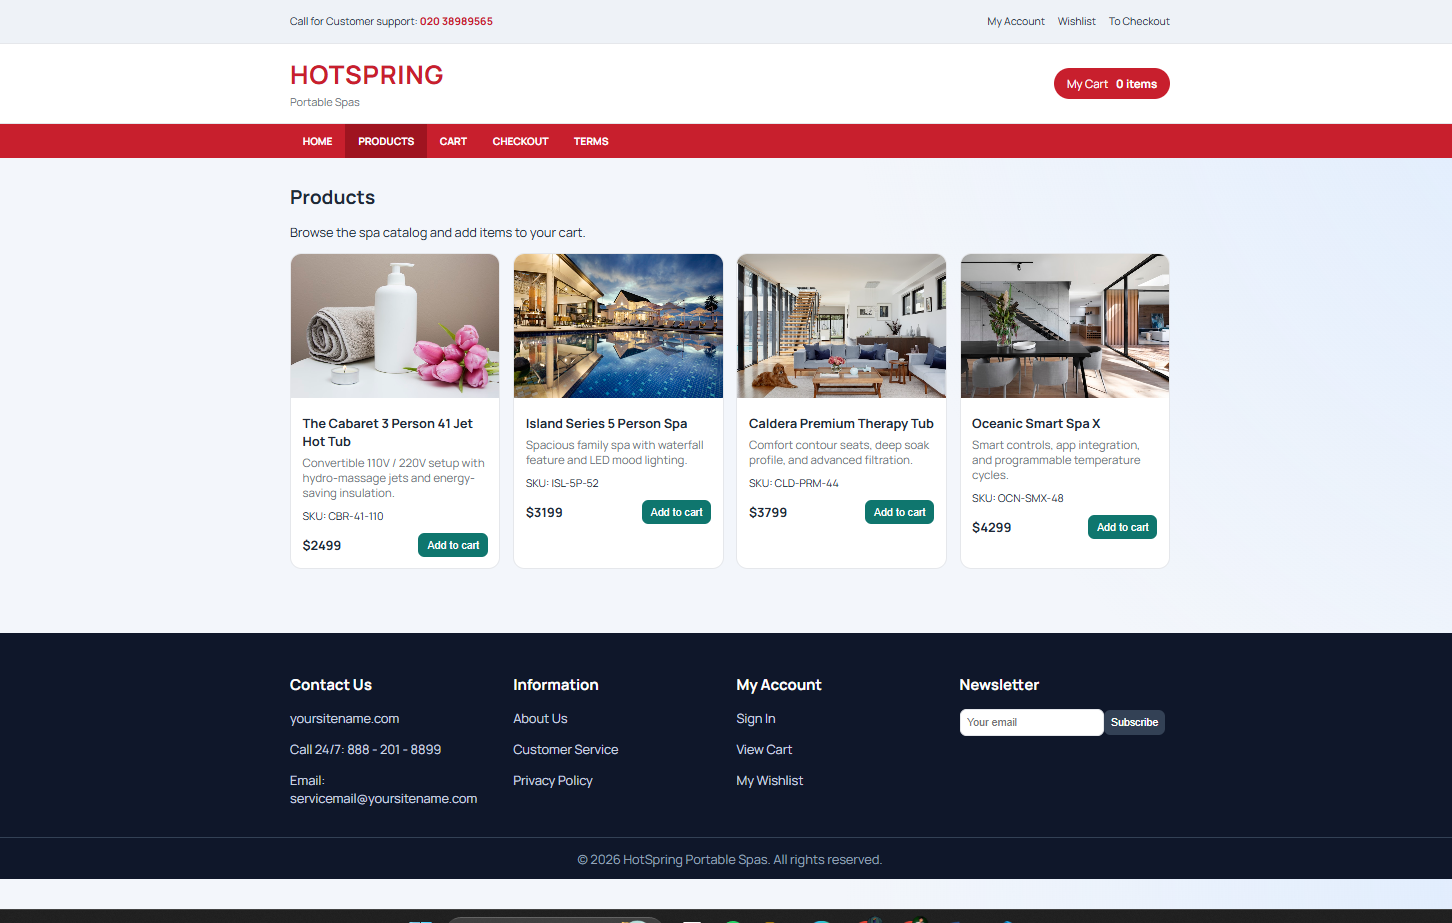 Call for Customer support: 020 38989565
My Account Wishlist To Checkout
HOTSPRING
Portable Spas
My Cart 0 items
HOME PRODUCTS CART CHECKOUT TERMS
Products
Browse the spa catalog and add items to your cart.
The Cabaret 3 Person 41 Jet
Hot Tub
Convertible 110V / 220V setup with
hydro-massage jets and energy-
saving insulation.
SKU: CBR-41-110
$2499 Add to cart
Island Series 5 Person Spa
Spacious family spa with waterfall
feature and LED mood lighting.
SKU: ISL-5P-52
$3199 Add to cart
Caldera Premium Therapy Tub
Comfort contour seats, deep soak
profile, and advanced filtration.
SKU: CLD-PRM-44
$3799 Add to cart
Oceanic Smart Spa X
Smart controls, app integration,
and programmable temperature
cycles.
SKU: OCN-SMX-48
$4299 Add to cart
Contact Us
yoursitename.com
Call 24/7: 888 - 201 - 8899
Email:
servicemail@yoursitename.com
Information
About Us
Customer Service
Privacy Policy
My Account
Sign In
View Cart
My Wishlist
Newsletter
Your email Subscribe
© 2026 HotSpring Portable Spas. All rights reserved.